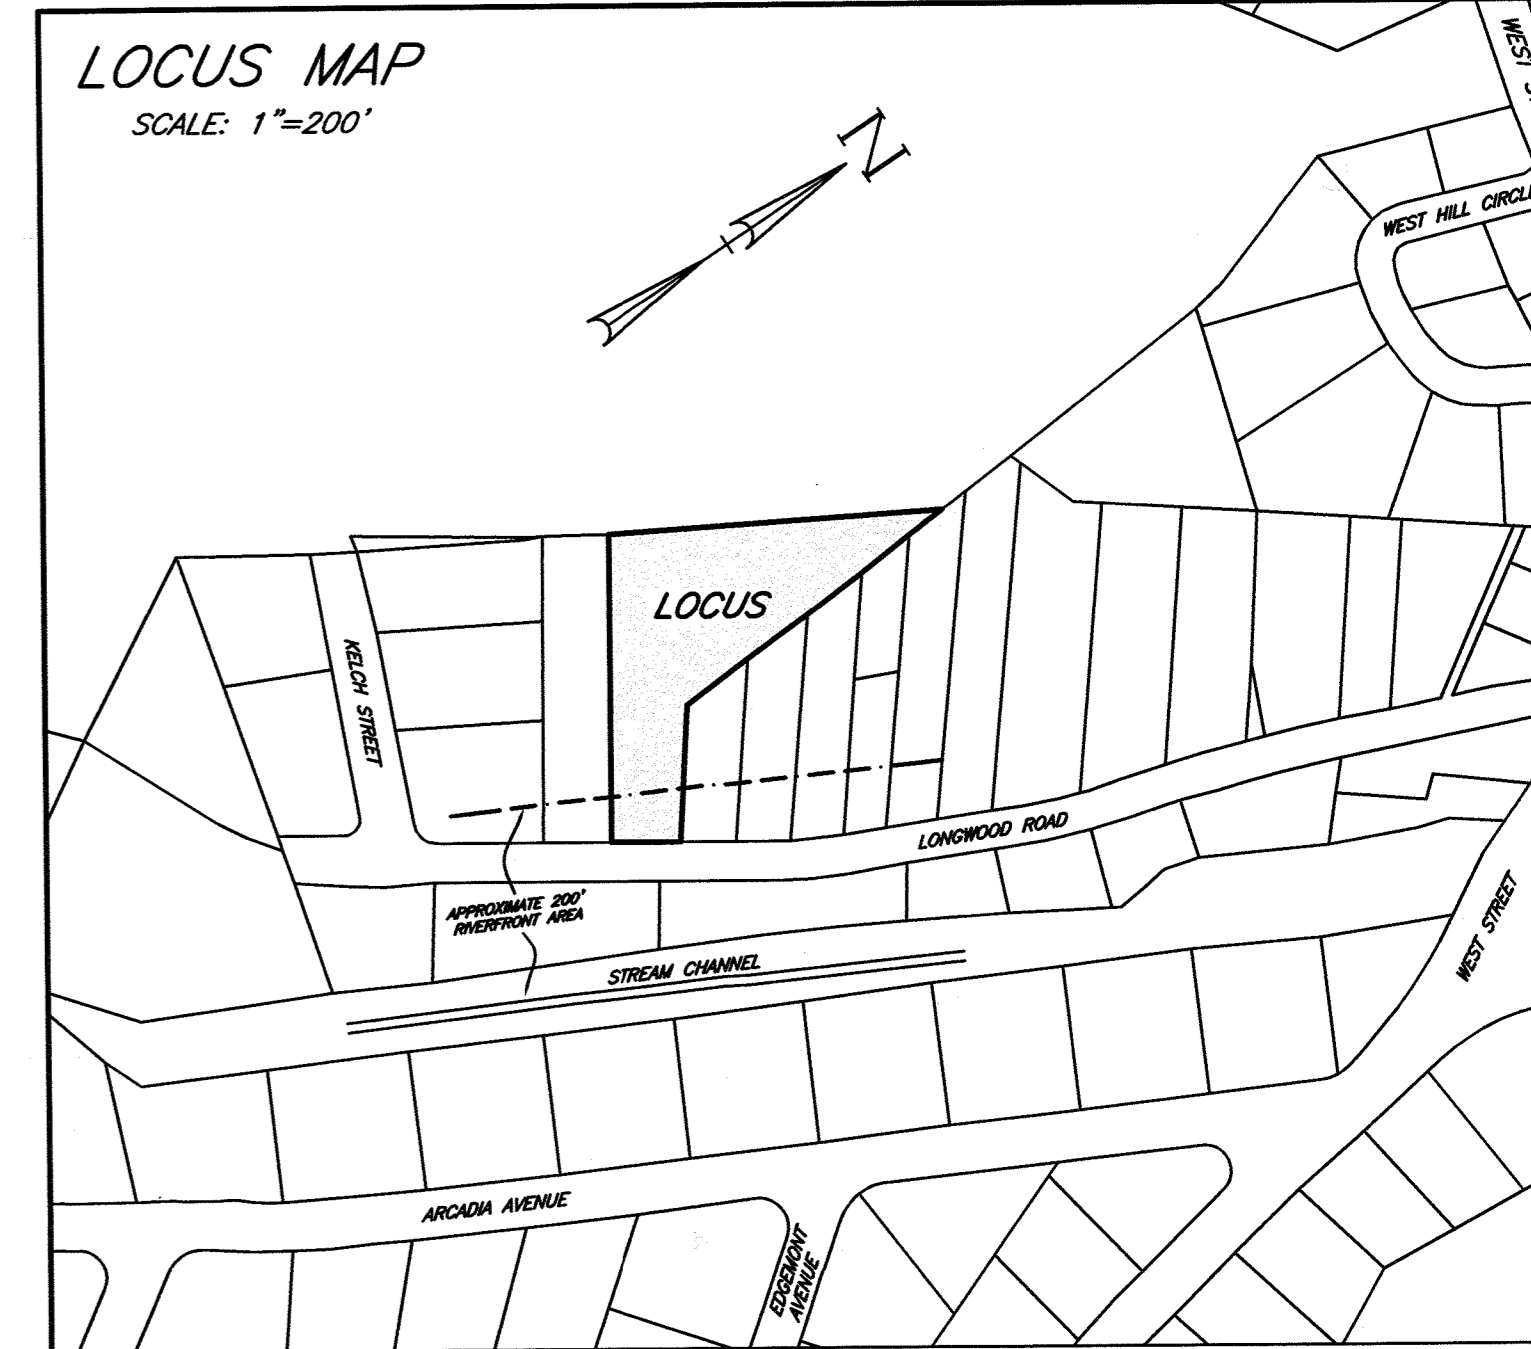 LOCUS MAP
SCALE: 1"=200'
N
WEST
WEST HILL CIRCLE
LOCUS
KELCH STREET
LONGWOOD ROAD
APPROXIMATE 200'
RIVERFRONT AREA
STREAM CHANNEL
WEST STREET
ARCADIA AVENUE
EDGEMONT
AVENUE